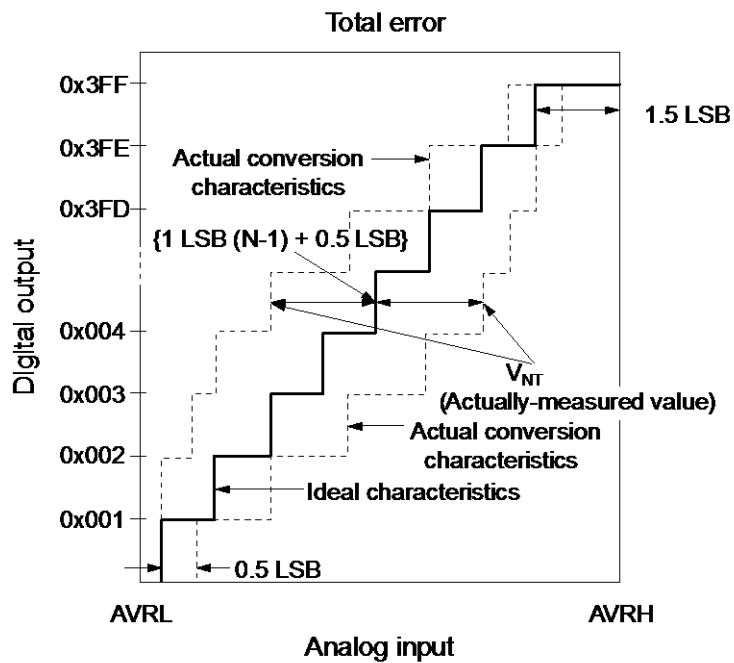 Total error
0x3FF
1.5 LSB
0x3FE
Actual conversion
characteristics
0x3FD
{1 LSB (N-1) + 0.5 LSB}
Digital output
0x004
VNT
0x003
(Actually-measured value)
Actual conversion
characteristics
0x002
Ideal characteristics
0x001
0.5 LSB
AVRL
AVRH
Analog input